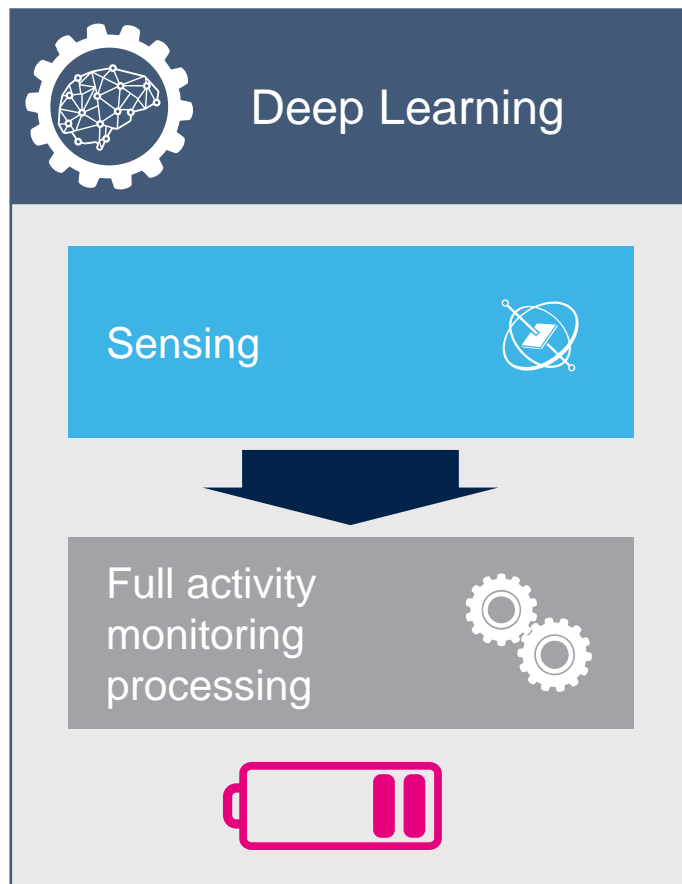 Deep Learning
Sensing
Full activity
monitoring
processing